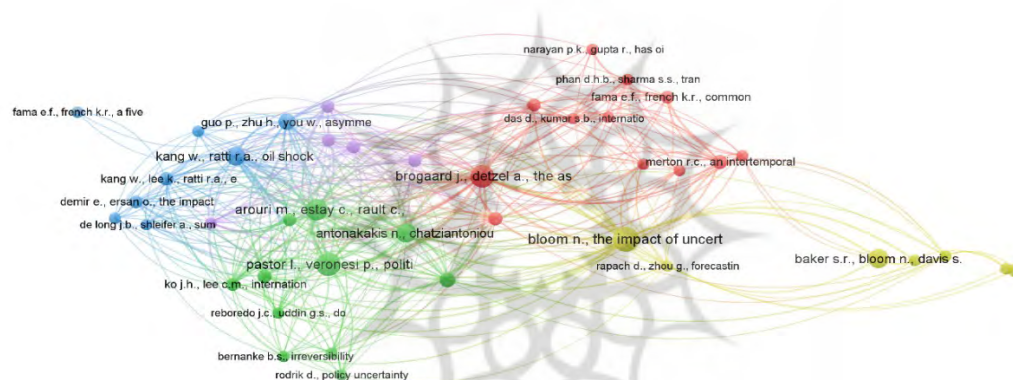 narayan p.k., gupta r., has oi
phan d.h.b., sharma s.s., tran
fama e.f., french k.r., common
fama e.f., french k.r., a five
guo p., zhu h., you w., asymme
das d., kumar s.b., internatio
kang w., ratti r.a., oil shock
merton r.c., an intertemporal
brogaard j., detzel a., the as
kang w., lee k., ratti r.a., e
demir e., ersan o., the impact
arouri m., estay c., rault c.,
de long j.b., shleifer a., sum
antonakakis n., chatziantoniou
bloom n., the impact of uncert
baker s.r., bloom n., davis s.
pastor l., veronesi p., politi
rapach d., zhou g., forecastin
ko j.h., lee c.m., internation
reboredo j.c., uddin g.s., do
bernanke b.s., irreversibility
rodrik d., policy uncertainty